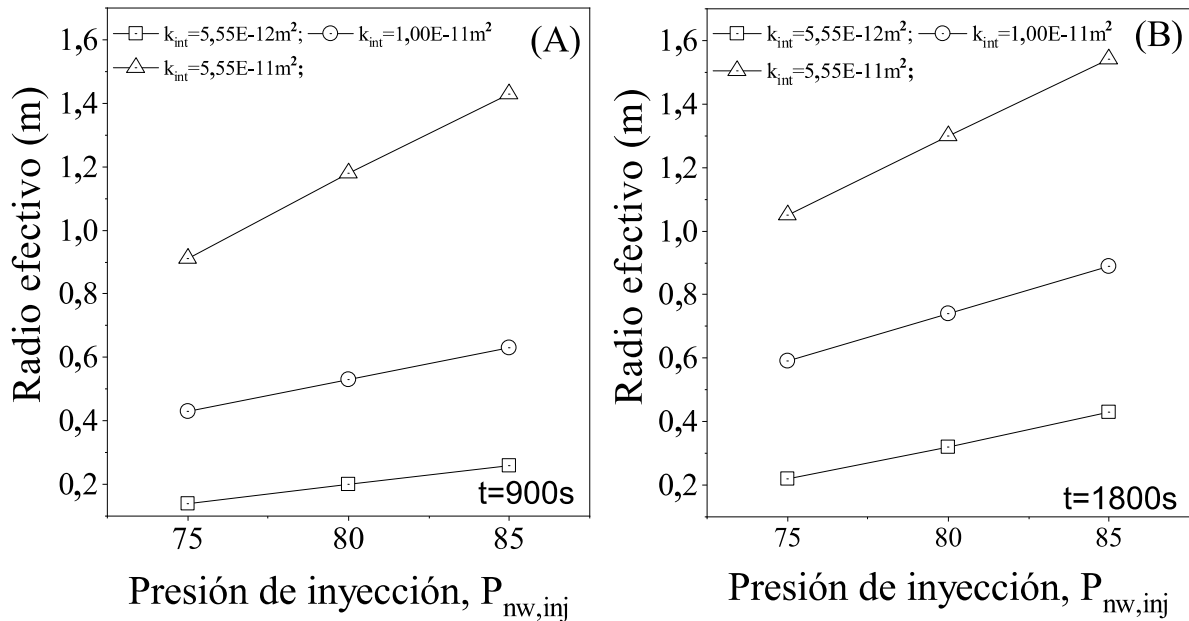 (A)
k_int=5,55E-12m²; k_int=1,00E-11m²
k_int=5,55E-11m²;
1,6
1,4
1,2
1,0
0,8
0,6
0,4
0,2
Radio efectivo (m)
t=900s
75 80 85
Presión de inyección, P_nw,inj
(B)
k_int=5,55E-12m²; k_int=1,00E-11m²
k_int=5,55E-11m²;
1,6
1,4
1,2
1,0
0,8
0,6
0,4
0,2
Radio efectivo (m)
t=1800s
75 80 85
Presión de inyección, P_nw,inj